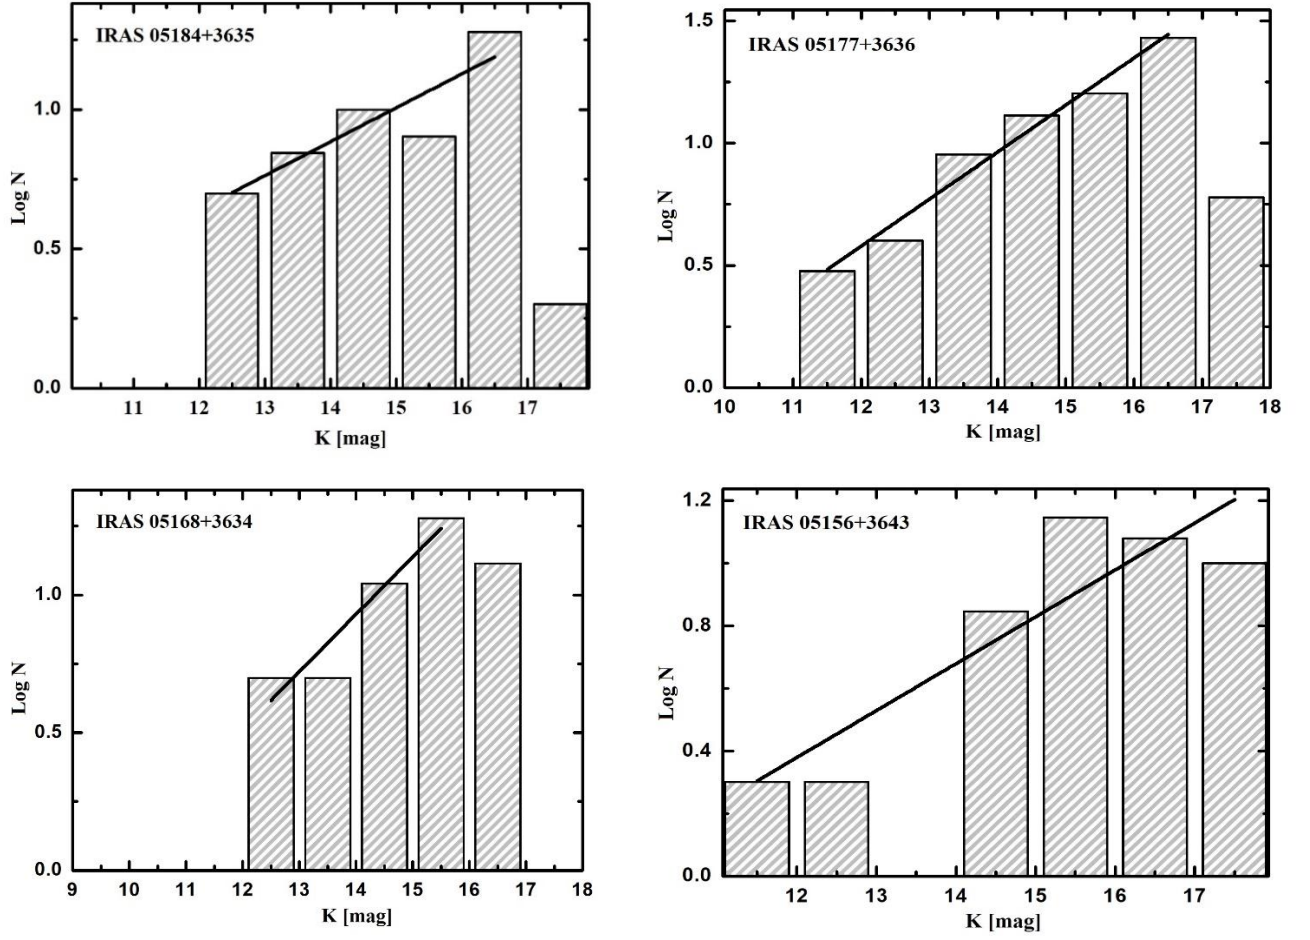 IRAS 05184+3635
1.0
0.5
0.0
Log N
11 12 13 14 15 16 17
K [mag]
IRAS 05177+3636
1.5
1.0
0.5
0.0
Log N
10 11 12 13 14 15 16 17 18
K [mag]
IRAS 05168+3634
1.0
0.5
0.0
Log N
9 10 11 12 13 14 15 16 17 18
K [mag]
IRAS 05156+3643
1.2
0.8
0.4
0.0
Log N
12 13 14 15 16 17
K [mag]